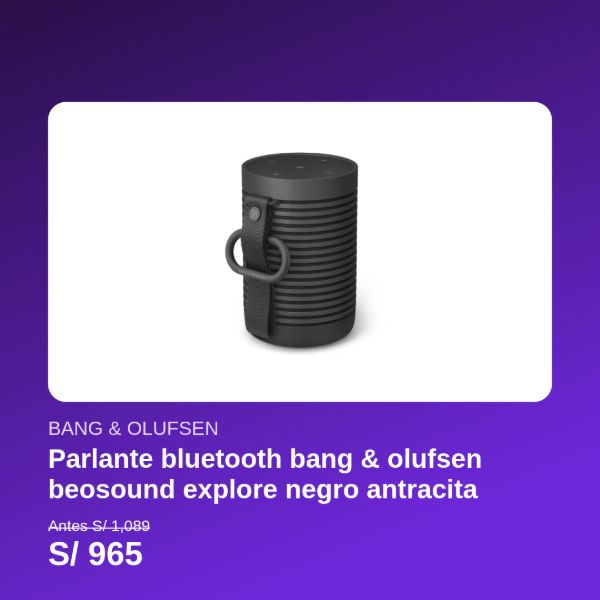 BANG & OLUFSEN
Parlante bluetooth bang & olufsen
beosound explore negro antracita
Antes S/ 1,089
S/ 965